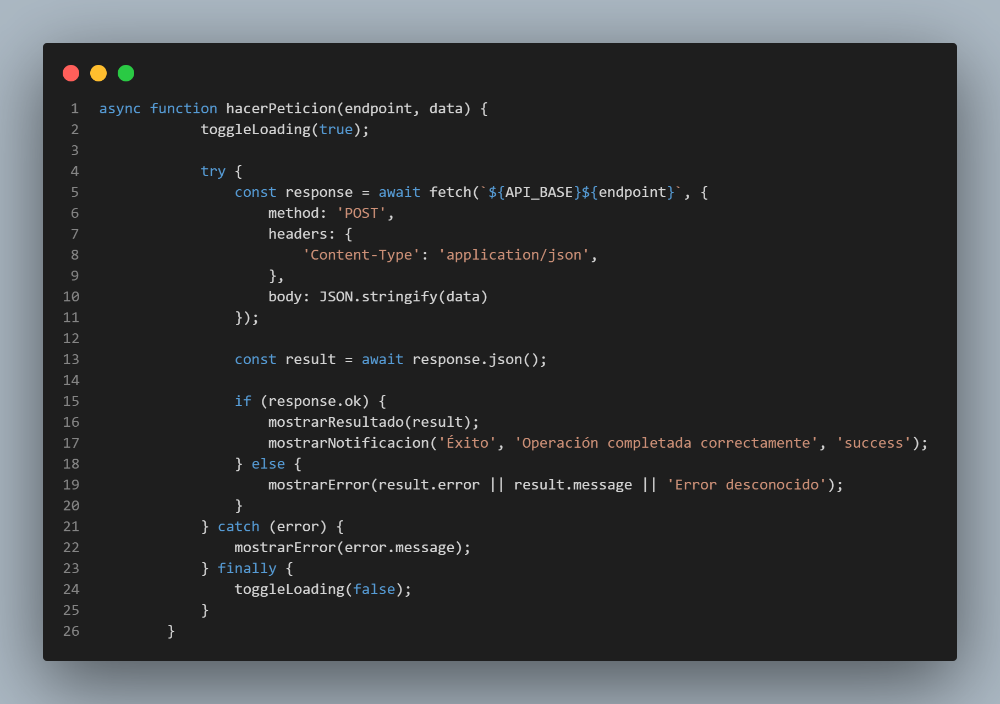 1 async function hacerPeticion(endpoint, data) {
2 toggleLoading(true);
3
4 try {
5 const response = await fetch(`${API_BASE}${endpoint}`, {
6 method: 'POST',
7 headers: {
8 'Content-Type': 'application/json',
9 },
10 body: JSON.stringify(data)
11 });
12
13 const result = await response.json();
14
15 if (response.ok) {
16 mostrarResultado(result);
17 mostrarNotificacion('Éxito', 'Operación completada correctamente', 'success');
18 } else {
19 mostrarError(result.error || result.message || 'Error desconocido');
20 }
21 } catch (error) {
22 mostrarError(error.message);
23 } finally {
24 toggleLoading(false);
25 }
26 }